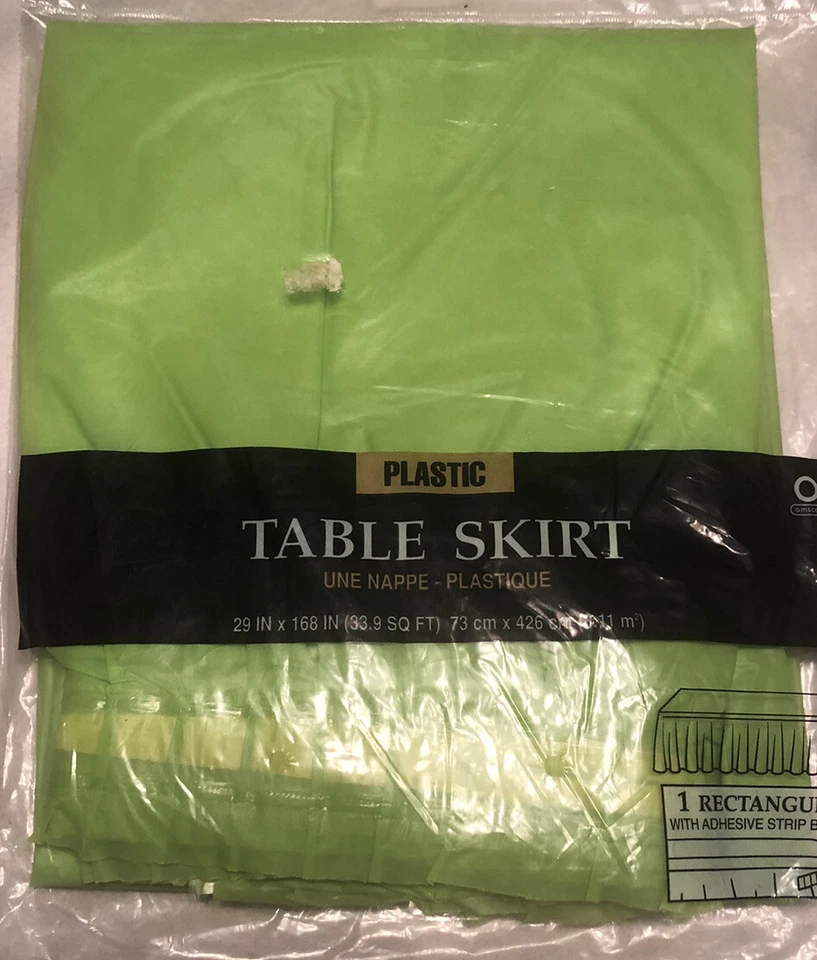 PLASTIC
TABLE SKIRT
UNE NAPPE - PLASTIQUE
29 IN x 168 IN (33.9 SQ FT) 73 cm x 426 cm
1 RECTANGU
WITH ADHESIVE STRIP B